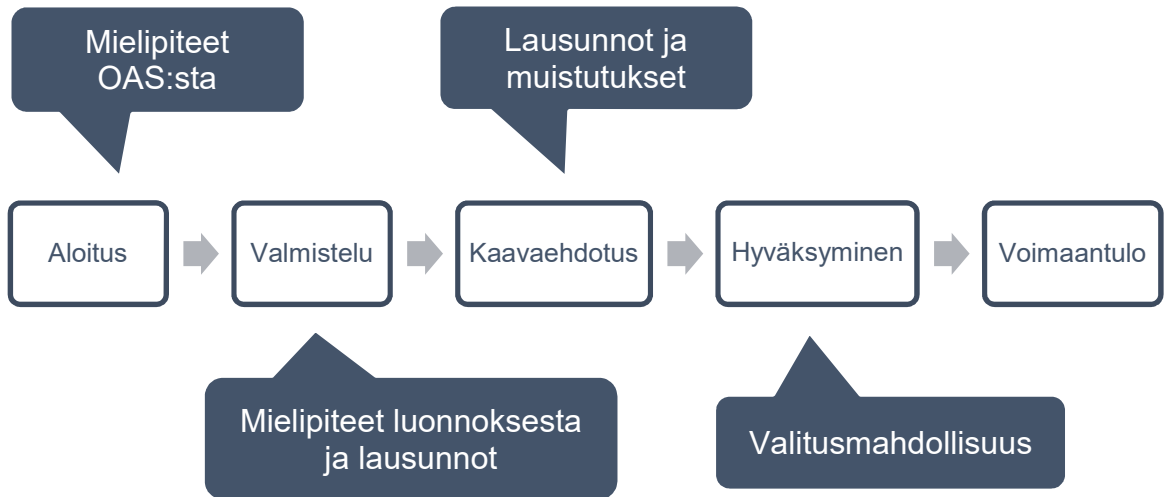 Mielipiteet
OAS:sta
Lausunnot ja
muistutukset
Aloitus
Valmistelu
Kaavaehdotus
Hyväksyminen
Voimaantulo
Mielipiteet luonnoksesta
ja lausunnot
Valitusmahdollisuus